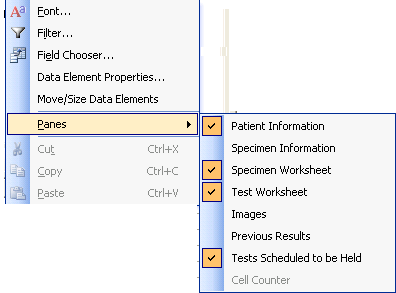 Font...
Filter...
Field Chooser...
Data Element Properties...
Move/Size Data Elements
Panes
Cut Ctrl+X
Copy Ctrl+C
Paste Ctrl+V
Patient Information
Specimen Information
Specimen Worksheet
Test Worksheet
Images
Previous Results
Tests Scheduled to be Held
Cell Counter